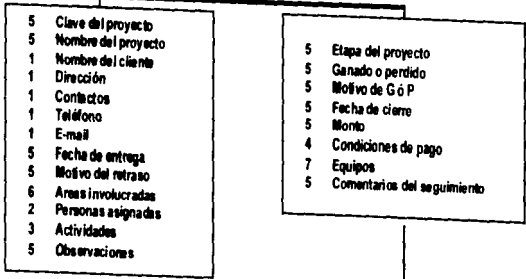 5 Clave del proyecto
5 Nombre del proyecto
1 Nombre del cliente
1 Dirección
1 Contactos
1 Teléfono
1 E-mail
5 Fecha de entrega
5 Motivo del retraso
6 Areas involucradas
2 Personas asignadas
3 Actividades
5 Observaciones
5 Etapa del proyecto
5 Ganado o perdido
5 Motivo de G ó P
5 Fecha de cierre
5 Monto
4 Condiciones de pago
7 Equipos
5 Comentarios del seguimiento